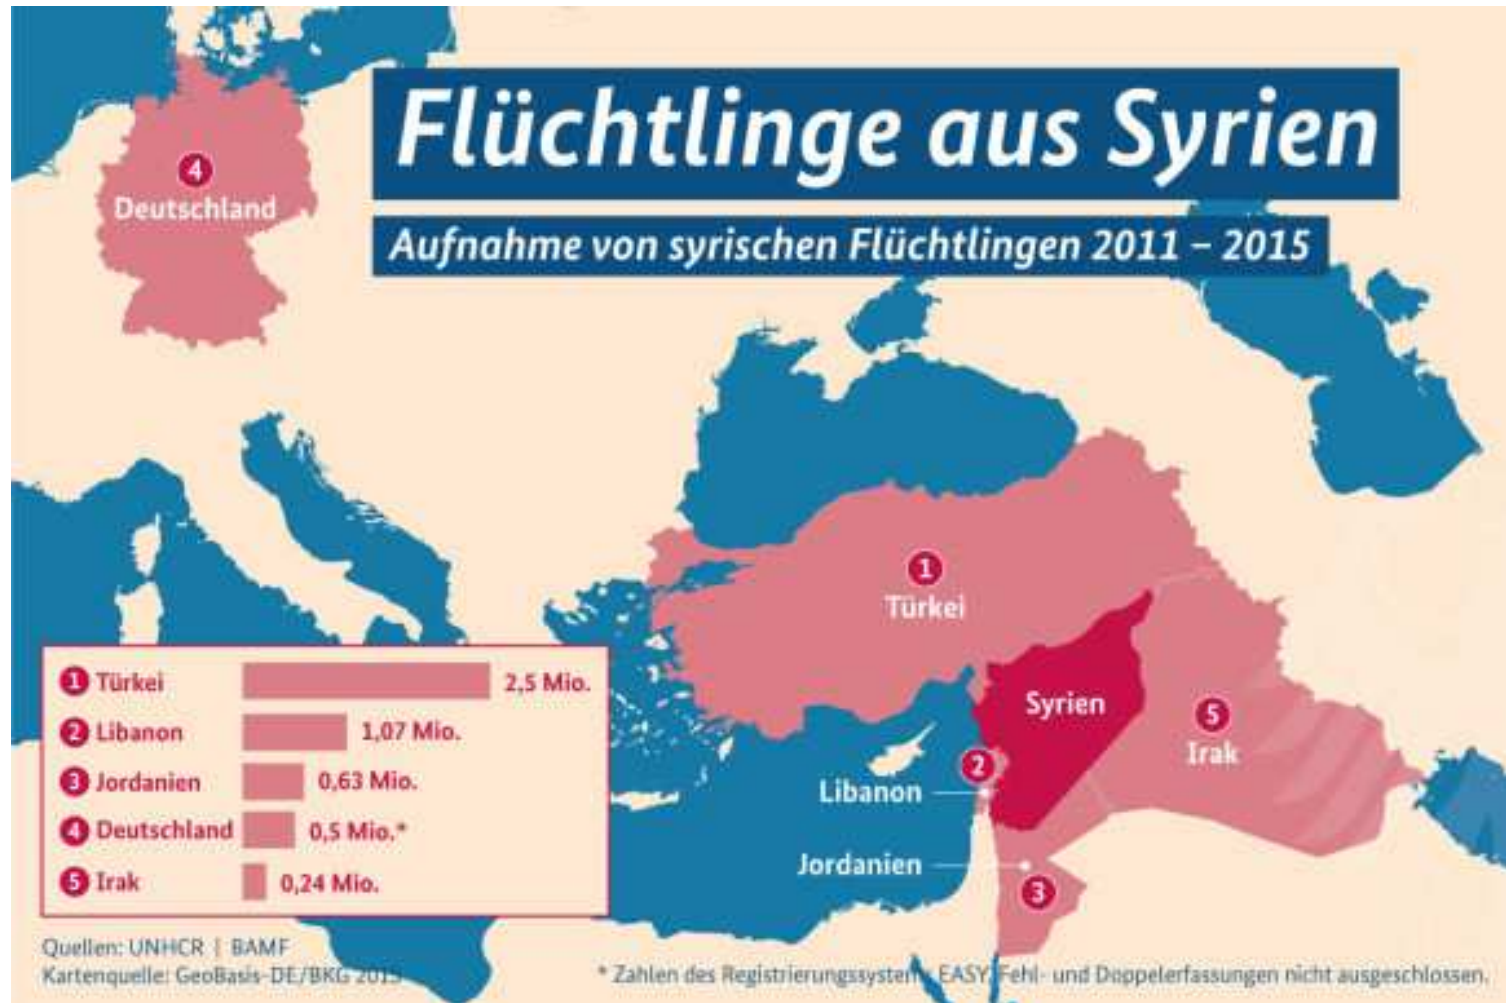 Flüchtlinge aus Syrien
Aufnahme von syrischen Flüchtlingen 2011 – 2015
4
Deutschland
1
Türkei
Syrien
5
Irak
2
Libanon
Jordanien
3
1 Türkei 2,5 Mio.
2 Libanon 1,07 Mio.
3 Jordanien 0,63 Mio.
4 Deutschland 0,5 Mio.*
5 Irak 0,24 Mio.
Quellen: UNHCR | BAMF
Kartenquelle: GeoBasis-DE/BKG 2015
* Zahlen des Registrierungssystems EASY. Fehl- und Doppelerfassungen nicht ausgeschlossen.